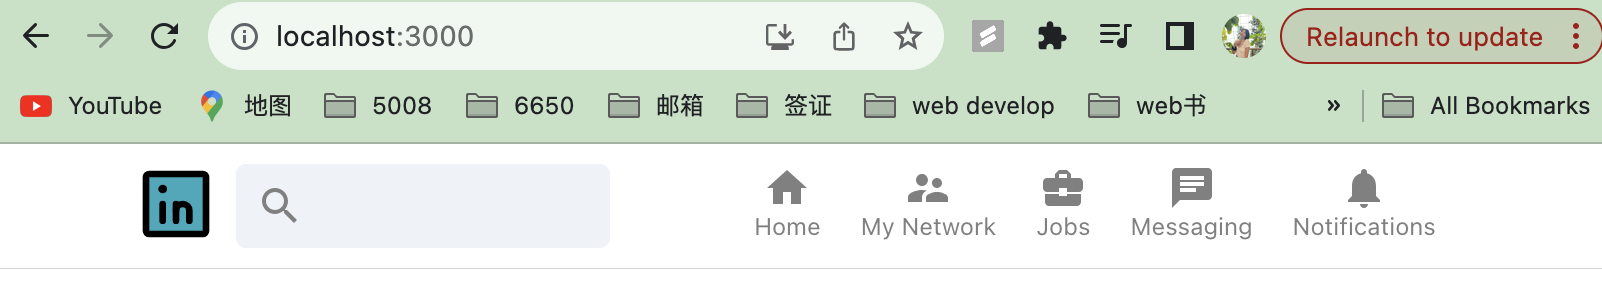 localhost:3000
Relaunch to update
YouTube 地图 5008 6650 邮箱 签证 web develop web书 » All Bookmarks
in
Home My Network Jobs Messaging Notifications